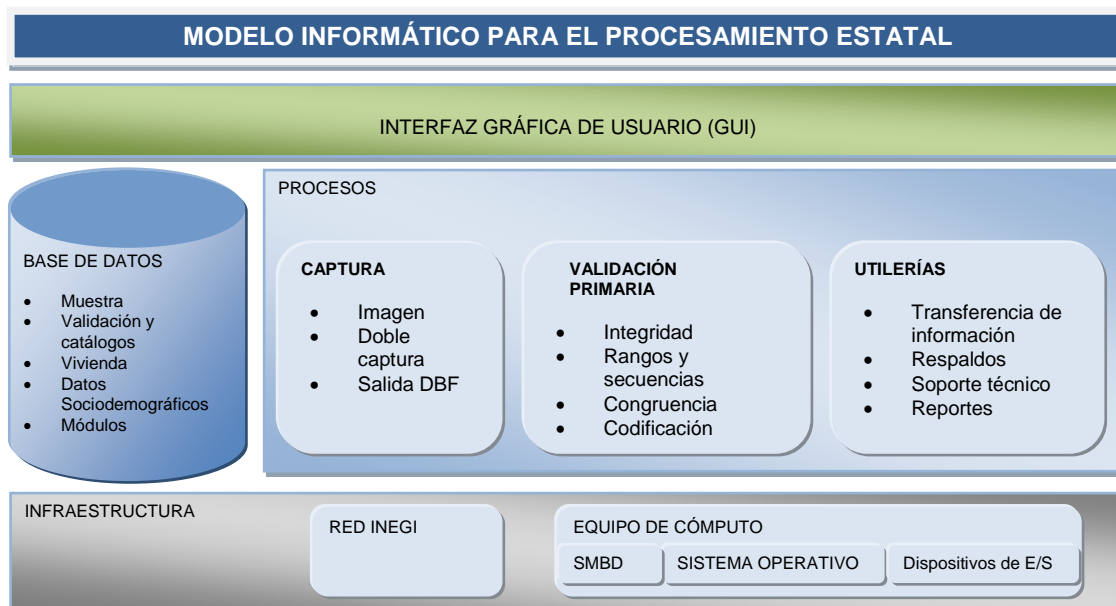 MODELO INFORMÁTICO PARA EL PROCESAMIENTO ESTATAL
INTERFAZ GRÁFICA DE USUARIO (GUI)
BASE DE DATOS
• Muestra
• Validación y
catálogos
• Vivienda
• Datos
Sociodemográficos
• Módulos
PROCESOS
CAPTURA
• Imagen
• Doble
captura
• Salida DBF
VALIDACIÓN
PRIMARIA
• Integridad
• Rangos y
secuencias
• Congruencia
• Codificación
UTILERÍAS
• Transferencia de
información
• Respaldos
• Soporte técnico
• Reportes
INFRAESTRUCTURA
RED INEGI
EQUIPO DE CÓMPUTO
SMBD
SISTEMA OPERATIVO
Dispositivos de E/S